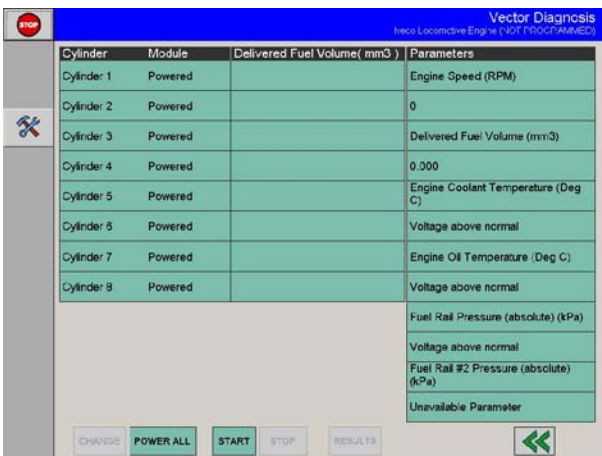 STOP
Vector Diagnosis
Iveco Locomctive Engine (NOT PROGRAMMED)
Cylinder Module Delivered Fuel Volume( mm3 ) Parameters
Cylinder 1 Powered Engine Speed (RPM)
Cylinder 2 Powered 0
Cylinder 3 Powered Delivered Fuel Volume (mm3)
Cylinder 4 Powered 0.000
Cylinder 5 Powered Engine Coolant Temperature (Deg
C)
Cylinder 6 Powered Voltage above normal
Cylinder 7 Powered Engine Oil Temperature (Deg C)
Cylinder 8 Powered Voltage above normal
Fuel Rail Pressure (absolute) (kPa)
Voltage above normal
Fuel Rail #2 Pressure (absolute)
(kPa)
Unavailable Parameter
CHANGE POWER ALL START STOP RESULTS